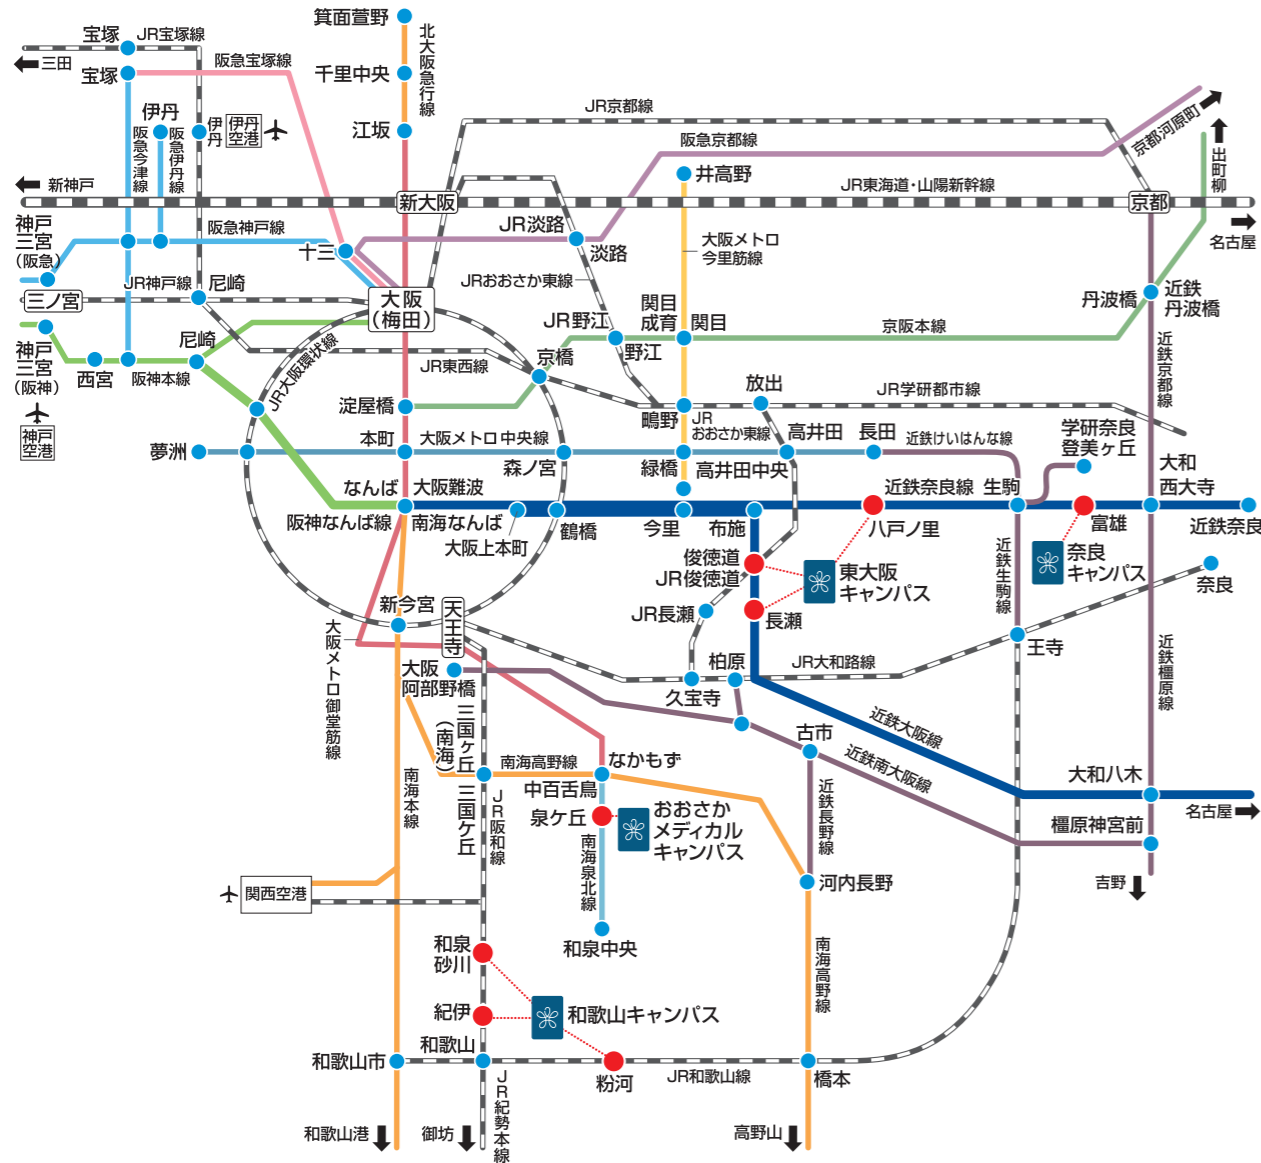 箕面萱野
北大阪急行線
宝塚
JR宝塚線
三田
宝塚
阪急宝塚線
千里中央
伊丹
阪急今津線
阪急伊丹線
伊丹
伊丹
空港
江坂
JR京都線
阪急京都線
京都河原町
出町柳
新神戸
井高野
新大阪
JR東海道・山陽新幹線
京都
名古屋
神戸
三宮
(阪急)
阪急神戸線
十三
JR淡路
淡路
大阪メトロ
今里筋線
JRおおさか東線
三ノ宮
JR神戸線
尼崎
大阪
(梅田)
関目
成育
関目
丹波橋
近鉄
丹波橋
JR野江
野江
京阪本線
神戸
三宮
(阪神)
神戸
空港
西宮
阪神本線
尼崎
JR大阪環状線
JR東西線
京橋
放出
JR学研都市線
近鉄京都線
淀屋橋
鴫野
JR
おおさか東線
夢洲
本町
大阪メトロ中央線
森ノ宮
緑橋
高井田
高井田中央
長田
近鉄けいはんな線
学研奈良
登美ヶ丘
なんば
大阪難波
阪神なんば線
南海なんば
大阪上本町
鶴橋
今里
布施
近鉄奈良線
八戸ノ里
生駒
富雄
大和
西大寺
近鉄奈良
俊徳道
JR俊徳道
東大阪
キャンパス
奈良
キャンパス
奈良
近鉄生駒線
新今宮
天王寺
JR長瀬
長瀬
王寺
大阪メトロ御堂筋線
大阪
阿部野橋
柏原
久宝寺
JR大和路線
近鉄橿原線
三国ヶ丘
(南海)
南海高野線
なかもず
中百舌鳥
古市
近鉄大阪線
近鉄南大阪線
大和八木
名古屋
南海本線
三国ケ丘
JR阪和線
泉ケ丘
おおさか
メディカル
キャンパス
近鉄長野線
橿原神宮前
吉野
関西空港
南海泉北線
河内長野
和泉中央
和泉
砂川
紀伊
和歌山キャンパス
南海高野線
和歌山市
和歌山
粉河
JR和歌山線
橋本
和歌山港
御坊
JR紀勢本線
高野山